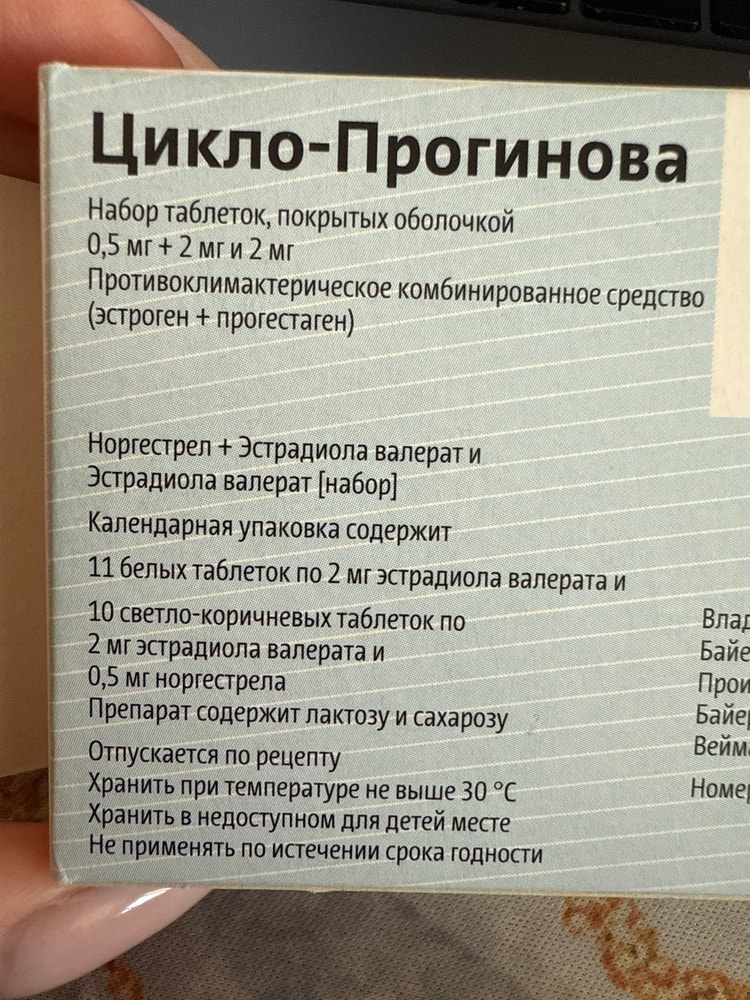 Цикло-Прогинова
Набор таблеток, покрытых оболочкой
0,5 мг + 2 мг и 2 мг
Противоклимактерическое комбинированное средство
(эстроген + прогестаген)
Норгестрел + Эстрадиола валерат и
Эстрадиола валерат [набор]
Календарная упаковка содержит
11 белых таблеток по 2 мг эстрадиола валерата и
10 светло-коричневых таблеток по
2 мг эстрадиола валерата и
0,5 мг норгестрела
Препарат содержит лактозу и сахарозу
Отпускается по рецепту
Хранить при температуре не выше 30 °С
Хранить в недоступном для детей месте
Не применять по истечении срока годности